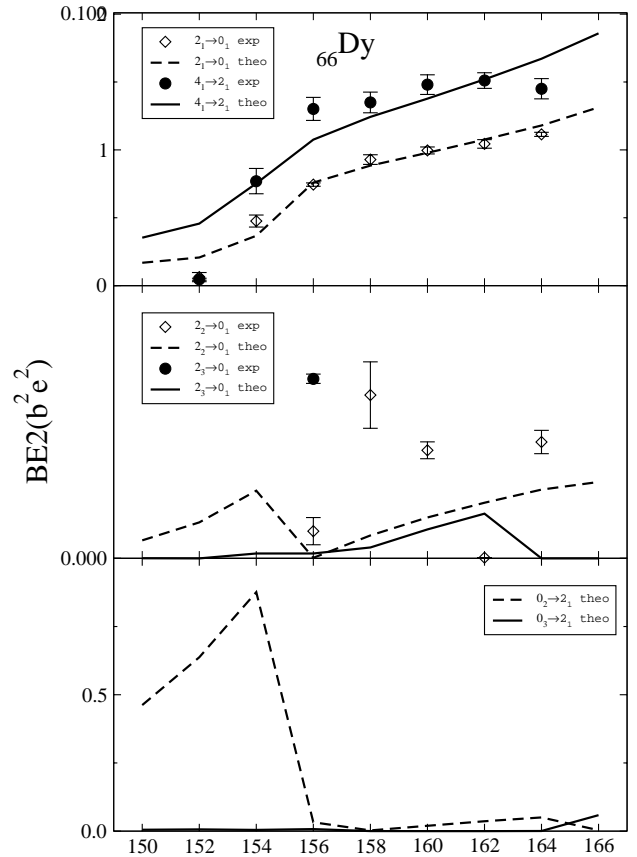 2
0.100
2₁→0₁ exp
2₁→0₁ theo
4₁→2₁ exp
4₁→2₁ theo
₆₆Dy
1
0
2₂→0₁ exp
2₂→0₁ theo
2₃→0₁ exp
2₃→0₁ theo
BE2(b²e²)
0.000
0₂→2₁ theo
0₃→2₁ theo
0.5
0.0
150 152 154 156 158 160 162 164 166